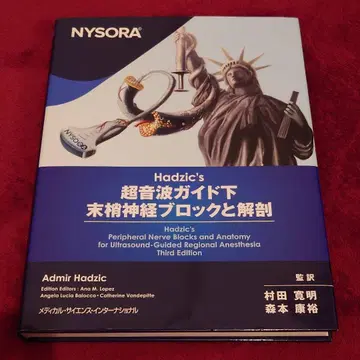 NYSORA®
Hadzic's
超音波ガイド下
末梢神経ブロックと解剖
Hadzic's
Peripheral Nerve Blocks and Anatomy
for Ultrasound-Guided Regional Anesthesia
Third Edition
Admir Hadzic
Edition Editors : Ana M. Lopez
Angela Lucia Balocco • Catherine Vandepitte
メディカル・サイエンス・インターナショナル
監訳
村田 寛明
森本 康裕